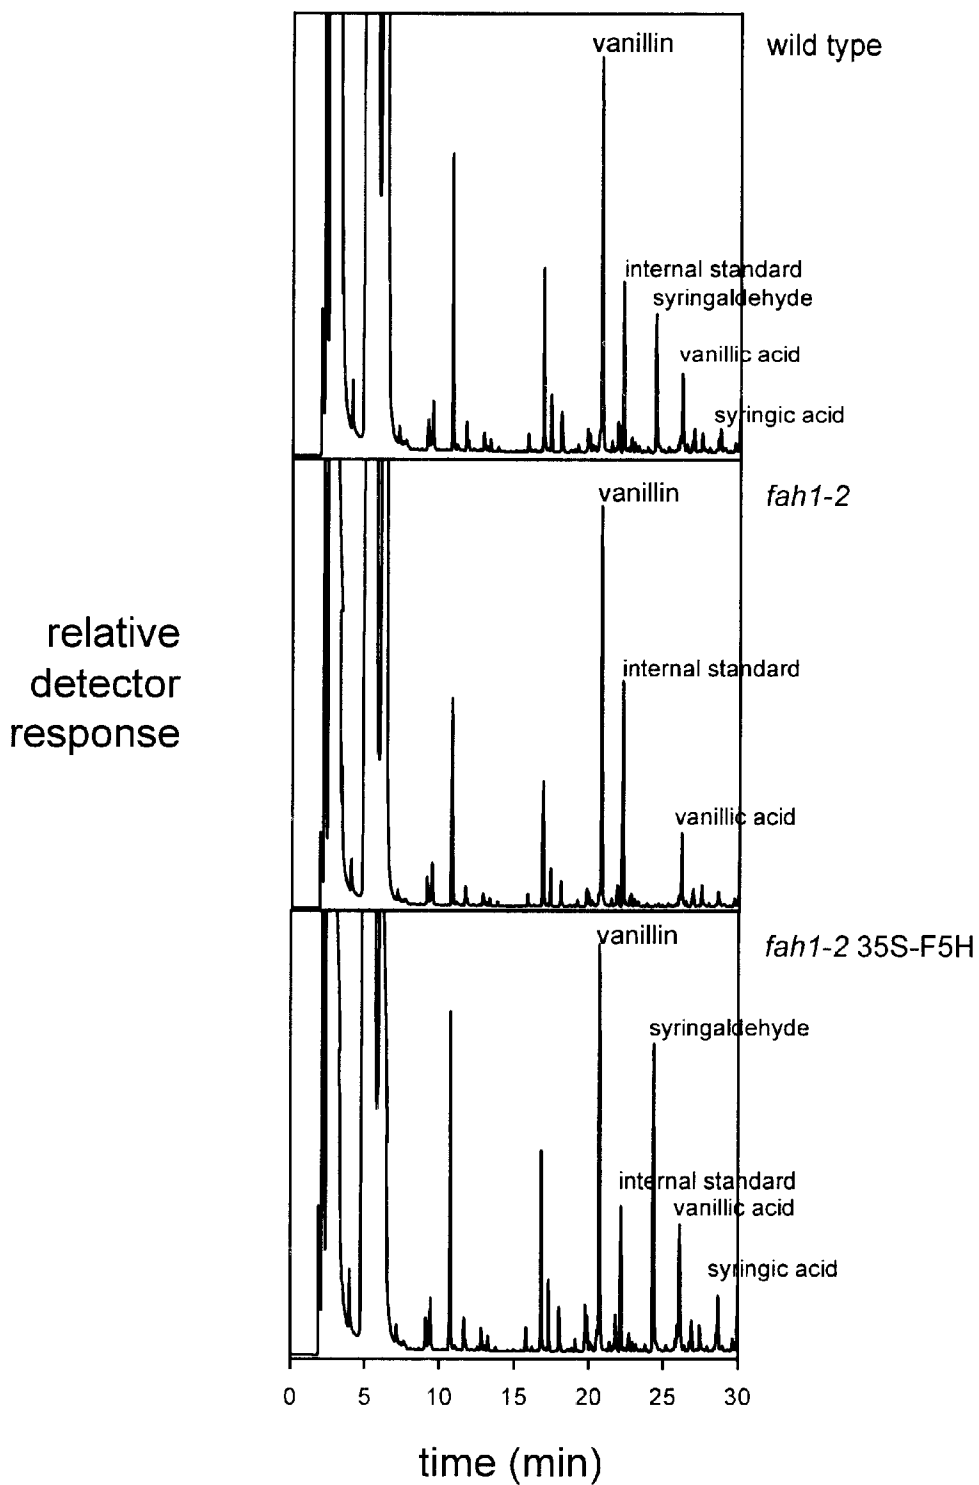 vanillin
wild type
internal standard
syringaldehyde
vanillic acid
syringic acid
vanillin
fah1-2
internal standard
vanillic acid
relative
detector
response
vanillin
fah1-2 35S-F5H
syringaldehyde
internal standard
vanillic acid
syringic acid
0 5 10 15 20 25 30
time (min)